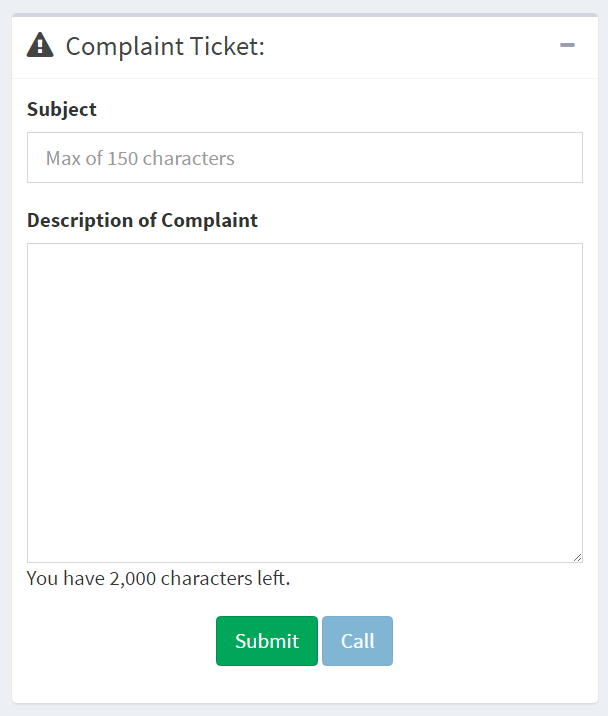 Complaint Ticket:
Subject
Max of 150 characters
Description of Complaint
You have 2,000 characters left.
Submit Call